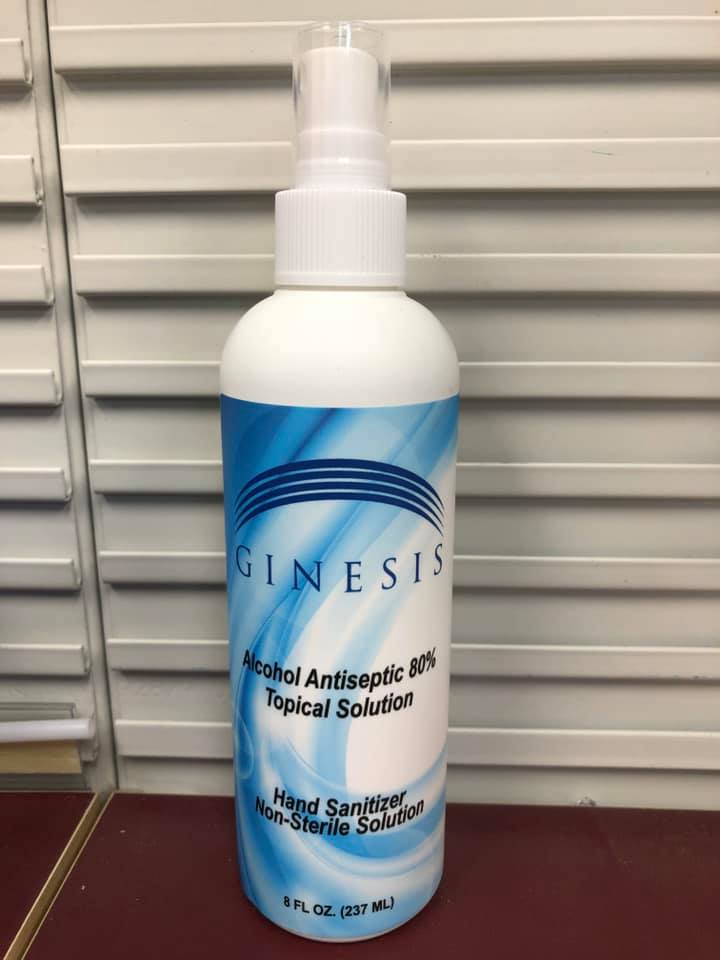 GINESIS
Alcohol Antiseptic 80%
Topical Solution
Hand Sanitizer
Non-Sterile Solution
8 FL OZ. (237 ML)